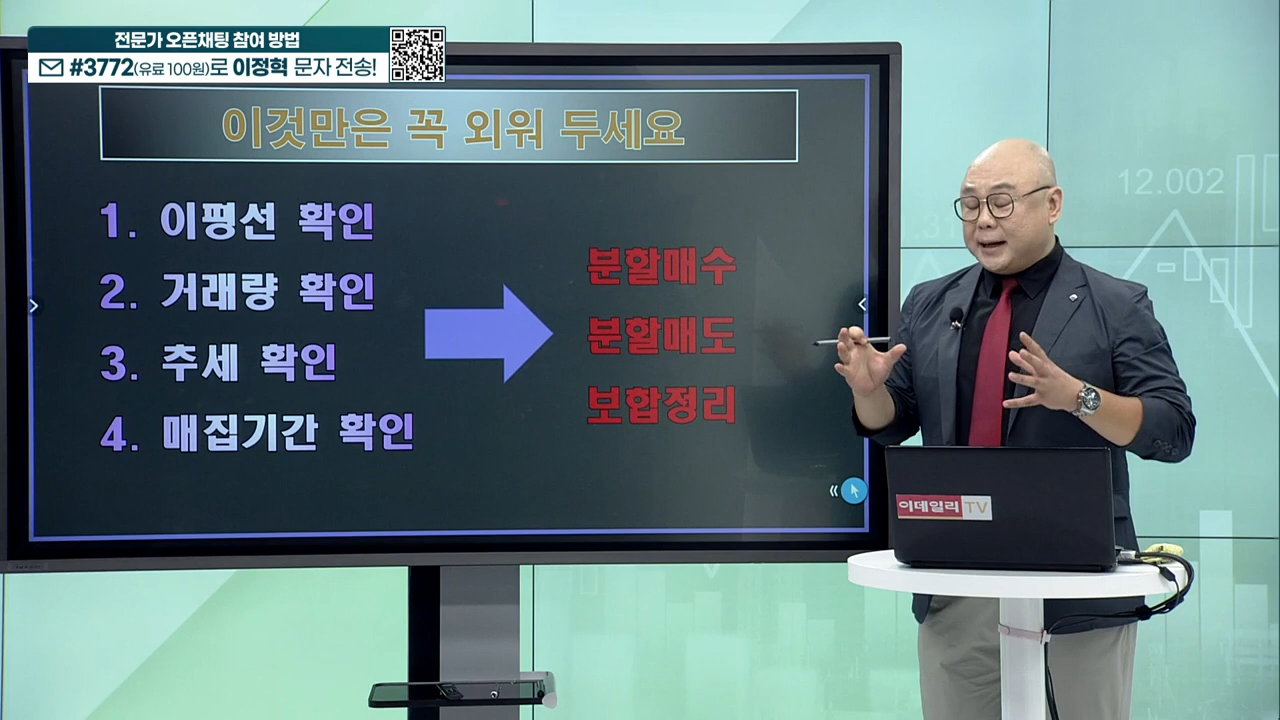 전문가 오픈채팅 참여 방법
#3772(유료 100원)로 이정혁 문자 전송!
이것만은 꼭 외워 두세요
1. 이평선 확인
2. 거래량 확인
3. 추세 확인
4. 매집기간 확인
분할매수
분할매도
보합정리
12.002
이데일리 TV